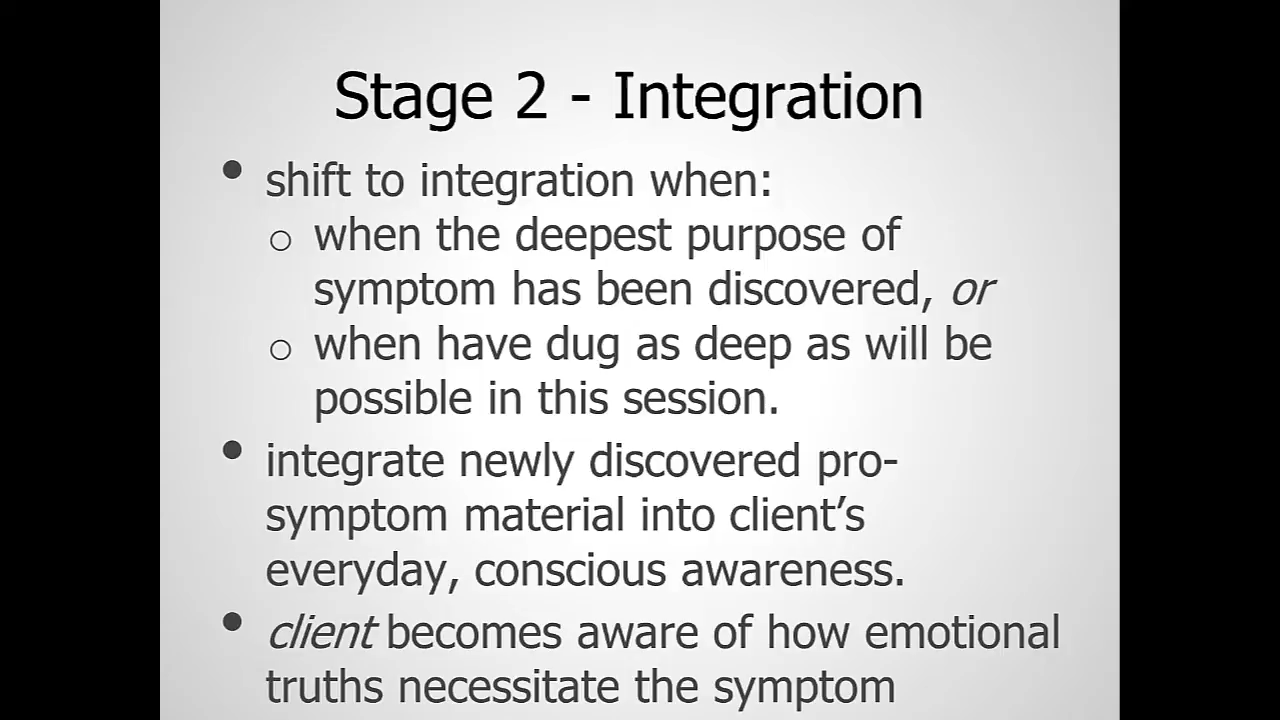 Stage 2 - Integration
• shift to integration when:
o when the deepest purpose of
symptom has been discovered, or
o when have dug as deep as will be
possible in this session.
• integrate newly discovered pro-
symptom material into client’s
everyday, conscious awareness.
• client becomes aware of how emotional
truths necessitate the symptom